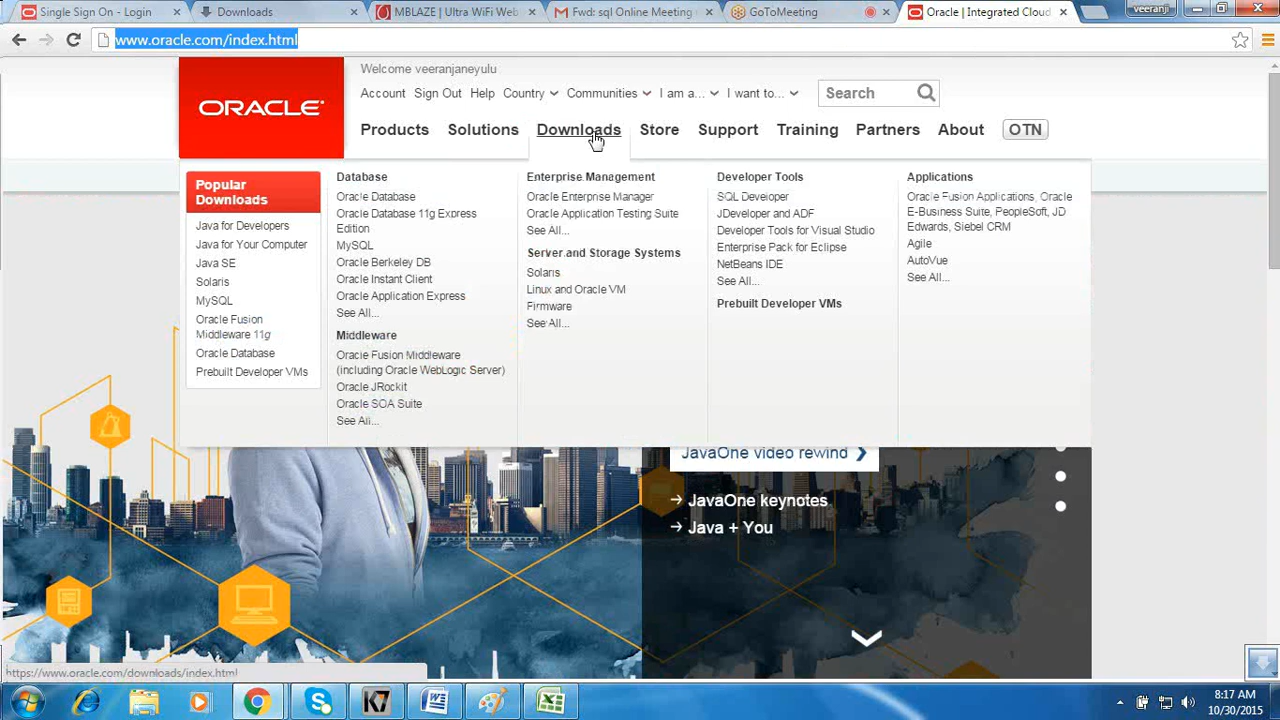 Single Sign On - Login
Downloads
MBLAZE | Ultra WiFi Web
Fwd: sql Online Meeting
GoToMeeting
Oracle | Integrated Cloud
veeranji
www.oracle.com/index.html
ORACLE
Welcome veeranjaneyulu
Account Sign Out Help Country Communities I am a... I want to... Search
Products Solutions Downloads Store Support Training Partners About OTN
Popular
Downloads
Java for Developers
Java for Your Computer
Java SE
Solaris
MySQL
Oracle Fusion
Middleware 11g
Oracle Database
Prebuilt Developer VMs
Database
Oracle Database
Oracle Database 11g Express
Edition
MySQL
Oracle Berkeley DB
Oracle Instant Client
Oracle Application Express
See All...
Middleware
Oracle Fusion Middleware
(including Oracle WebLogic Server)
Oracle JRockit
Oracle SOA Suite
See All...
Enterprise Management
Oracle Enterprise Manager
Oracle Application Testing Suite
See All...
Server and Storage Systems
Solaris
Linux and Oracle VM
Firmware
See All...
Developer Tools
SQL Developer
JDeveloper and ADF
Developer Tools for Visual Studio
Enterprise Pack for Eclipse
NetBeans IDE
See All...
Prebuilt Developer VMs
Applications
Oracle Fusion Applications, Oracle
E-Business Suite, PeopleSoft, JD
Edwards, Siebel CRM
Agile
AutoVue
See All...
JavaOne video rewind
JavaOne keynotes
Java + You
https://www.oracle.com/downloads/index.html
K7
8:17 AM
10/30/2015